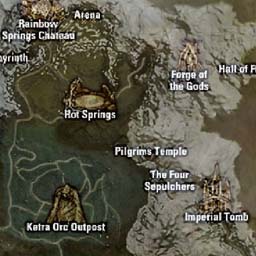 Arena
Rainbow
Springs Chateau
Forge of
the Gods
Hall of
Hot Springs
Pilgrims Temple
The Four
Sepulchers
Imperial Tomb
Ketra Orc Outpost